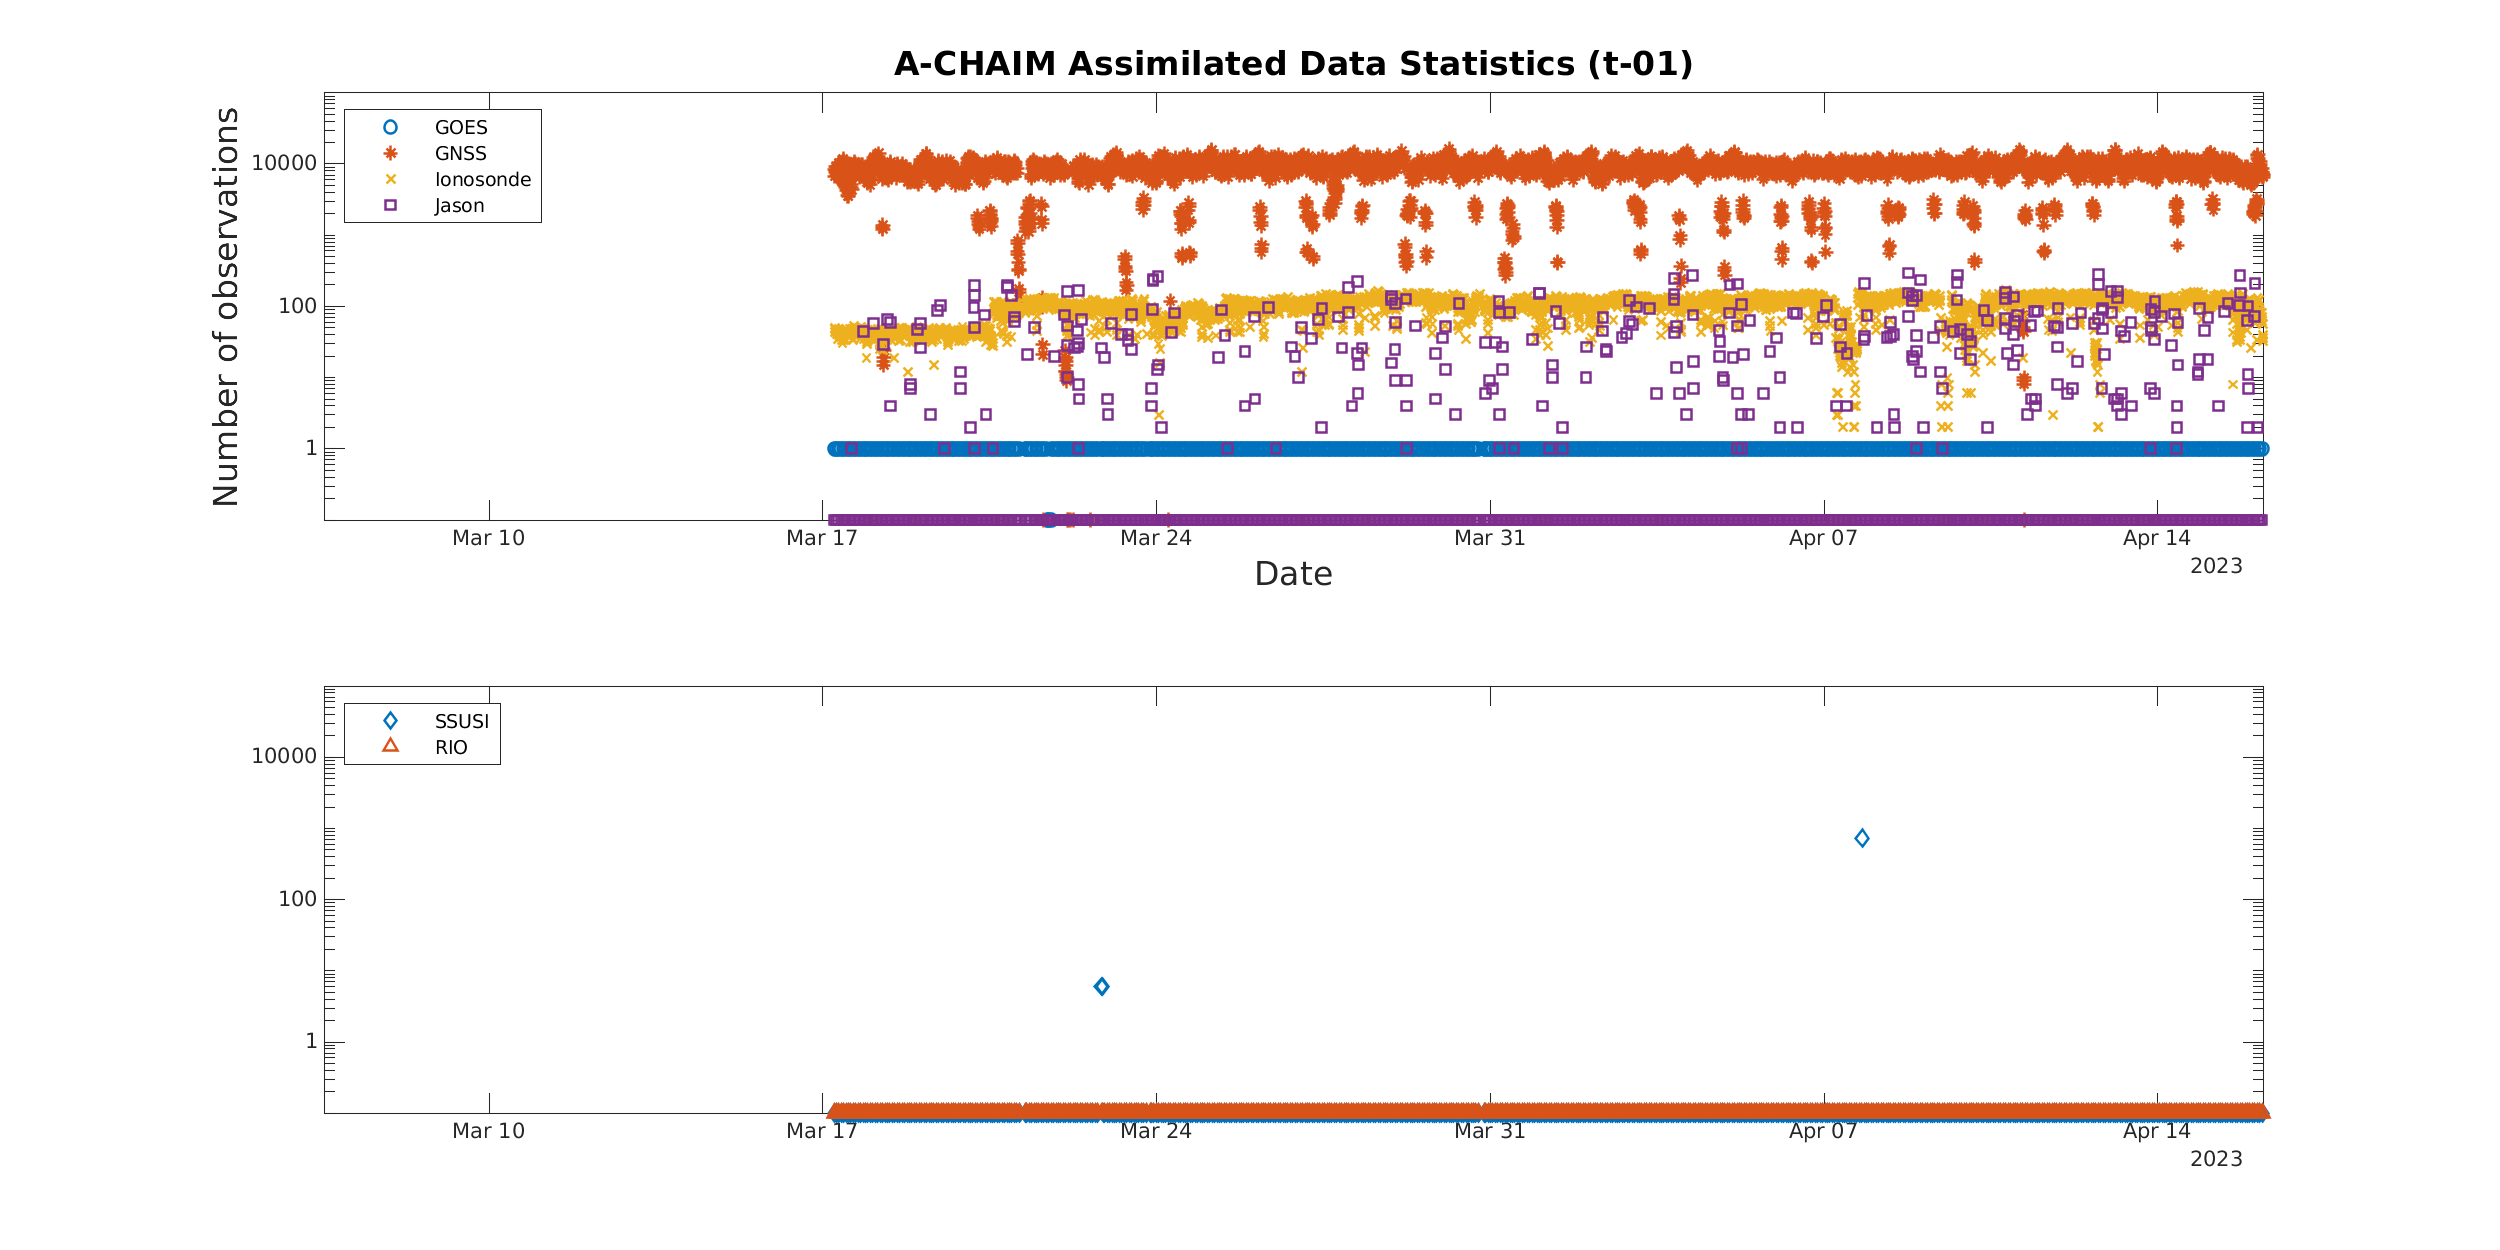 A-CHAIM Assimilated Data Statistics (t-01)
Number of observations
GOES
GNSS
Ionosonde
Jason
10000
100
1
Mar 10 Mar 17 Mar 24 Mar 31 Apr 07 Apr 14
2023
Date
SSUSI
RIO
10000
100
1
Mar 10 Mar 17 Mar 24 Mar 31 Apr 07 Apr 14
2023